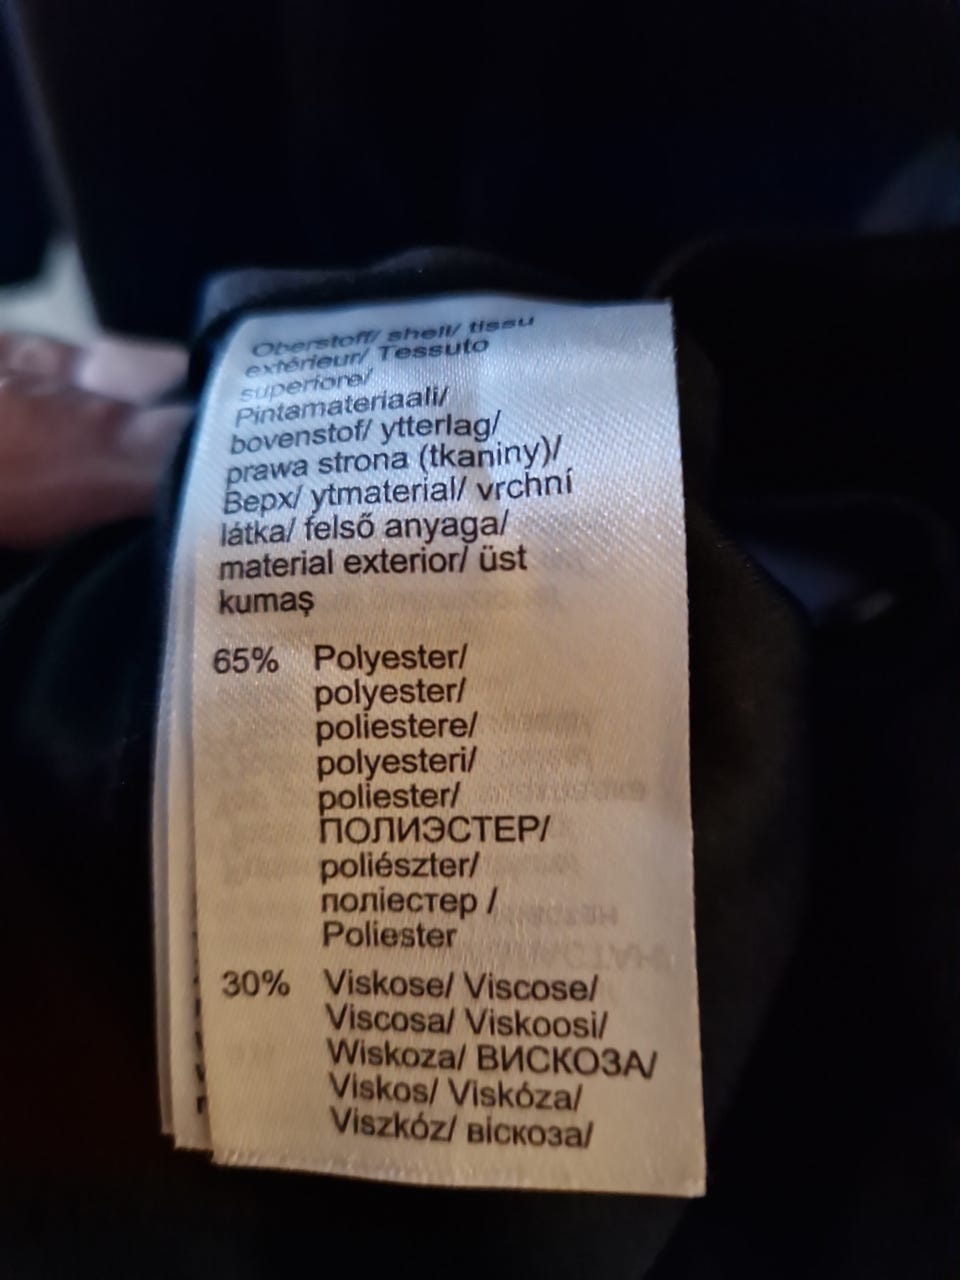 Oberstoff/ shell/ tissu
extérieur/ Tessuto
superiore/
Pintamateriaali/
bovenstof/ ytterlag/
prawa strona (tkaniny)/
Верх/ ytmaterial/ vrchní
látka/ felső anyaga/
material exterior/ üst
kumaş
65% Polyester/
polyester/
poliestere/
polyesteri/
poliester/
ПОЛИЭСТЕР/
poliészter/
поліестер /
Poliester
30% Viskose/ Viscose/
Viscosa/ Viskoosi/
Wiskoza/ ВИСКОЗА/
Viskos/ Viskóza/
Viszkóz/ віскоза/